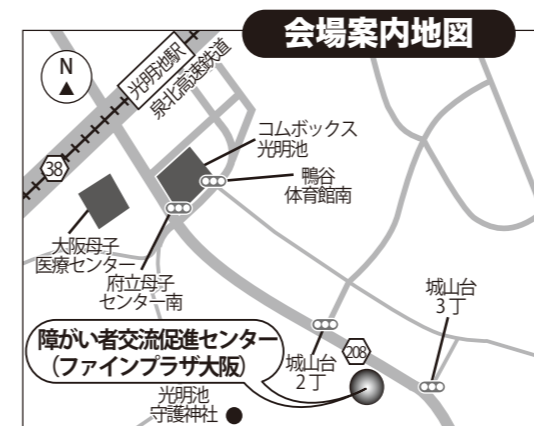 会場案内地図
N
光明池駅
泉北高速鉄道
38
コムボックス
光明池
鴨谷
体育館南
大阪母子
医療センター
府立母子
センター南
城山台
3丁
障がい者交流促進センター
（ファインプラザ大阪）
城山台
2丁
208
光明池
守護神社